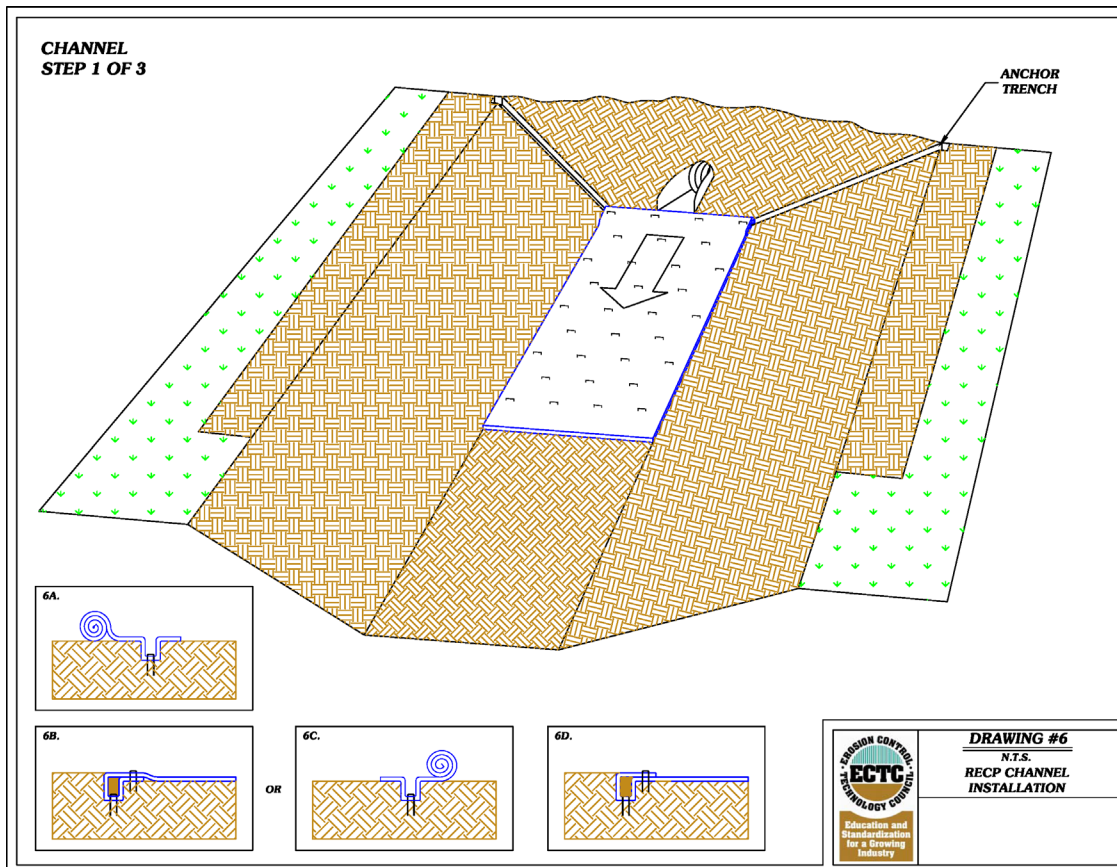 CHANNEL
STEP 1 OF 3
ANCHOR
TRENCH
6A.
6B.
OR
6C.
6D.
EROSION CONTROL
ECTC
TECHNOLOGY COUNCIL
Education and
Standardization
for a Growing
Industry
DRAWING #6
N.T.S.
RECP CHANNEL
INSTALLATION